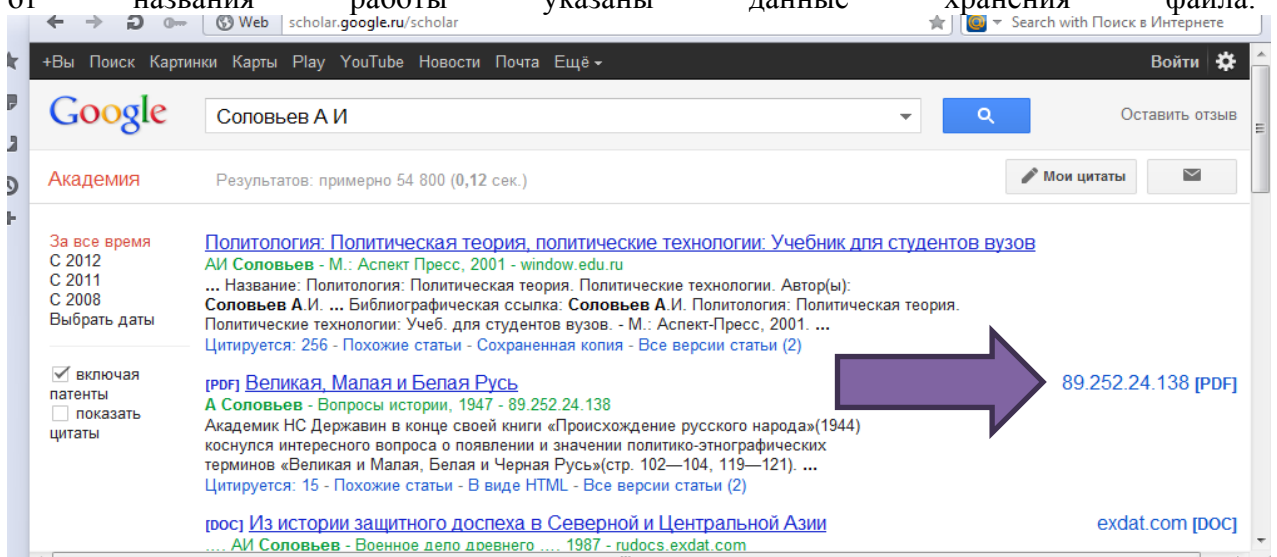 от названия работы указаны данные хранения файла.
Web scholar.google.ru/scholar Search with Поиск в Интернете
+Вы Поиск Картинки Карты Play YouTube Новости Почта Ещё Войти
Google Соловьев А И Оставить отзыв
Академия Результатов: примерно 54 800 (0,12 сек.) Мои цитаты
За все время
С 2012
С 2011
С 2008
Выбрать даты
включая
патенты
показать
цитаты
Политология: Политическая теория, политические технологии: Учебник для студентов вузов
АИ Соловьев - М.: Аспект Пресс, 2001 - window.edu.ru
... Название: Политология: Политическая теория. Политические технологии. Автор(ы):
Соловьев А.И. ... Библиографическая ссылка: Соловьев А.И. Политология: Политическая теория.
Политические технологии: Учеб. для студентов вузов. - М.: Аспект-Пресс, 2001. ...
Цитируется: 256 - Похожие статьи - Сохраненная копия - Все версии статьи (2)
[PDF] Великая, Малая и Белая Русь
А Соловьев - Вопросы истории, 1947 - 89.252.24.138
Академик НС Державин в конце своей книги «Происхождение русского народа»(1944)
коснулся интересного вопроса о появлении и значении политико-этнографических
терминов «Великая и Малая, Белая и Черная Русь»(стр. 102—104, 119—121). ...
Цитируется: 15 - Похожие статьи - В виде HTML - Все версии статьи (2)
89.252.24.138 [PDF]
[DOC] Из истории защитного доспеха в Северной и Центральной Азии
.... АИ Соловьев - Военное дело древнего .... 1987 - rudocs.exdat.com
exdat.com [DOC]